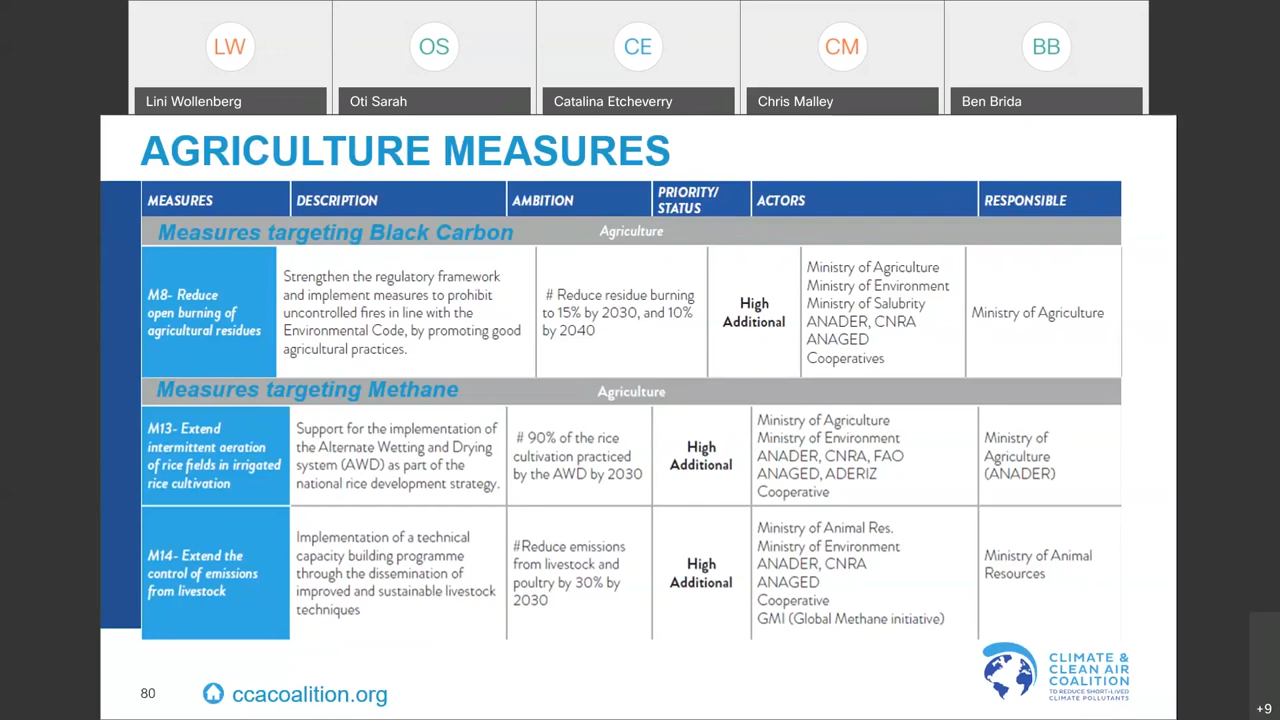 LW
OS
CE
CM
BB
Lini Wollenberg
Oti Sarah
Catalina Etcheverry
Chris Malley
Ben Brida
AGRICULTURE MEASURES
MEASURES
DESCRIPTION
AMBITION
PRIORITY/
STATUS
ACTORS
RESPONSIBLE
Measures targeting Black Carbon
Agriculture
M8- Reduce
open burning of
agricultural residues
Strengthen the regulatory framework
and implement measures to prohibit
uncontrolled fires in line with the
Environmental Code, by promoting good
agricultural practices.
# Reduce residue burning
to 15% by 2030, and 10%
by 2040
High
Additional
Ministry of Agriculture
Ministry of Environment
Ministry of Salubrity
ANADER, CNRA
ANAGED
Cooperatives
Ministry of Agriculture
Measures targeting Methane
Agriculture
M13- Extend
intermittent aeration
of rice fields in irrigated
rice cultivation
Support for the implementation of
the Alternate Wetting and Drying
system (AWD) as part of the
national rice development strategy.
# 90% of the rice
cultivation practiced
by the AWD by 2030
High
Additional
Ministry of Agriculture
Ministry of Environment
ANADER, CNRA, FAO
ANAGED, ADERIZ
Cooperative
Ministry of
Agriculture
(ANADER)
M14- Extend the
control of emissions
from livestock
Implementation of a technical
capacity building programme
through the dissemination of
improved and sustainable livestock
techniques
#Reduce emissions
from livestock and
poultry by 30% by
2030
High
Additional
Ministry of Animal Res.
Ministry of Environment
ANADER, CNRA
ANAGED
Cooperative
GMI (Global Methane initiative)
Ministry of Animal
Resources
80
ccacoalition.org
CLIMATE &
CLEAN AIR
COALITION
TO REDUCE SHORT-LIVED
CLIMATE POLLUTANTS
+9